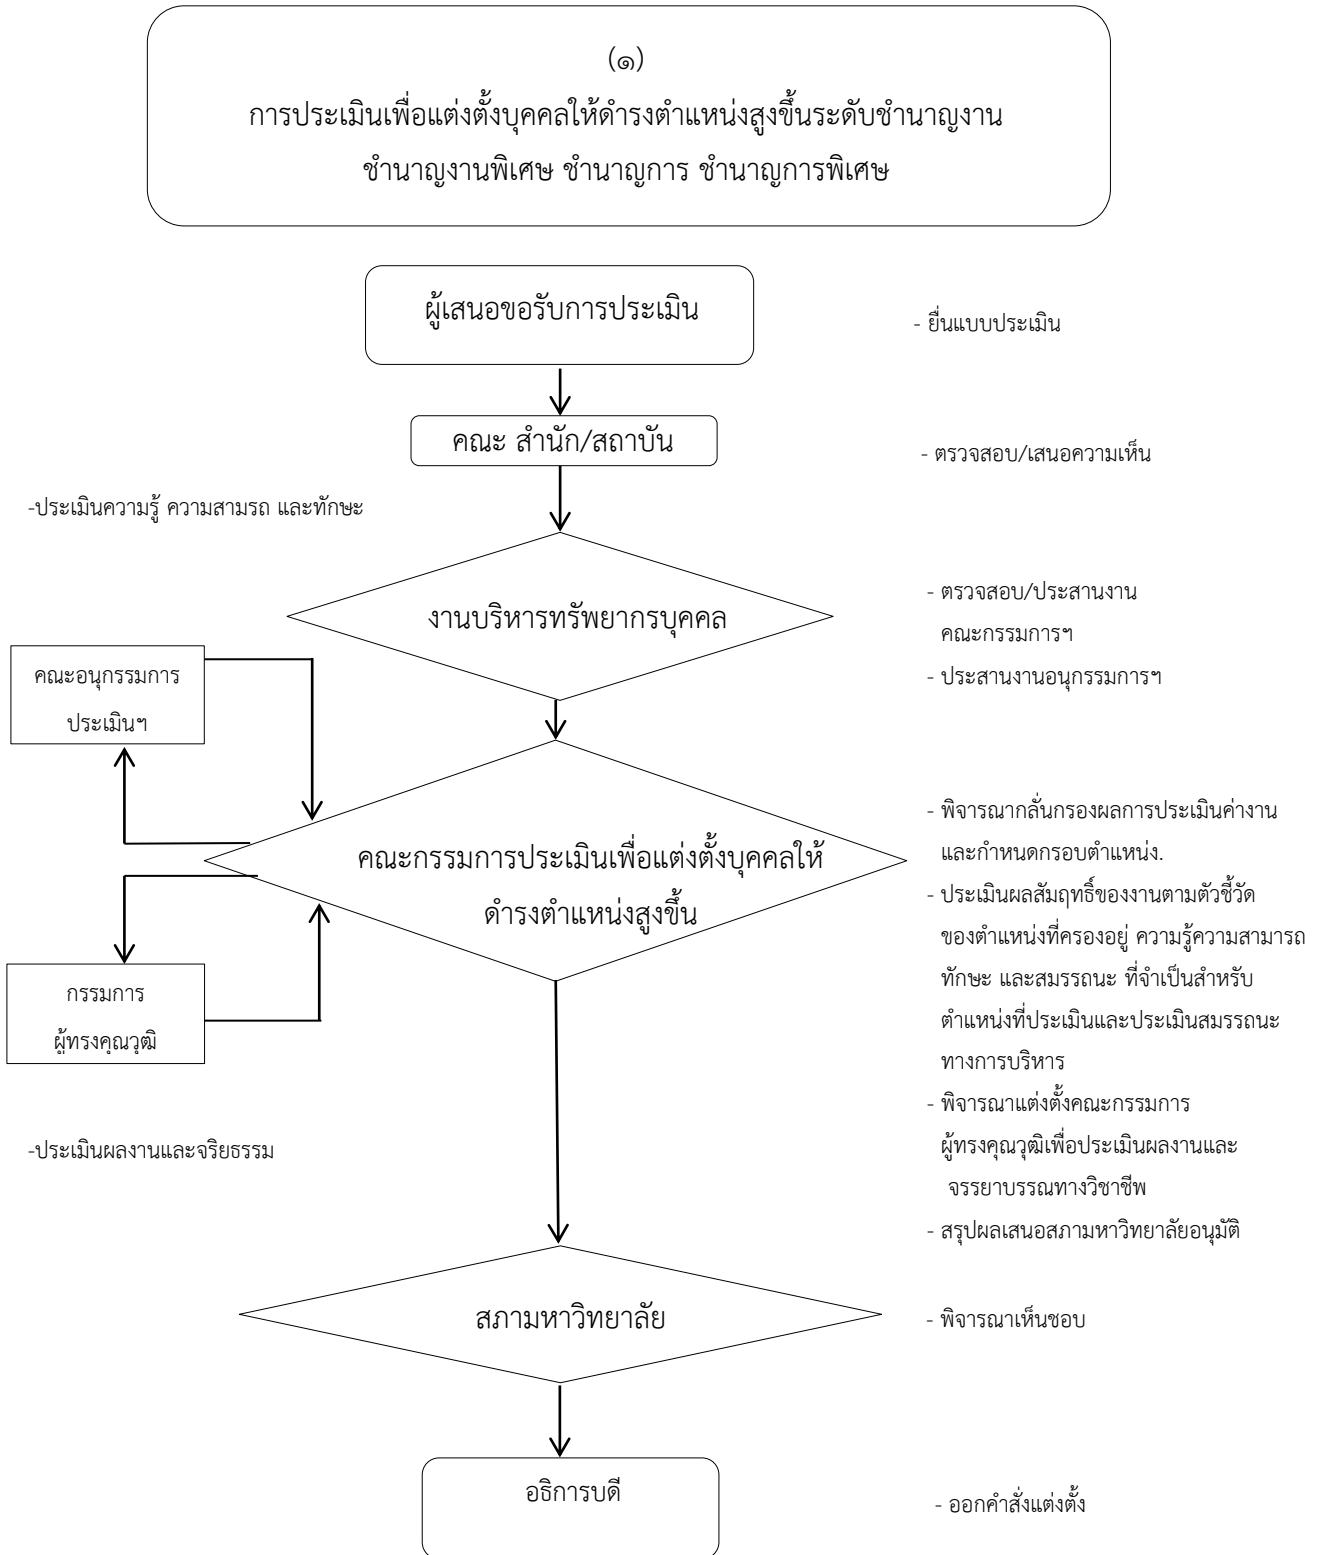 (๑)
การประเมินเพื่อแต่งตั้งบุคคลให้ดำรงตำแหน่งสูงขึ้นระดับชำนาญงาน
ชำนาญงานพิเศษ ชำนาญการ ชำนาญการพิเศษ
ผู้เสนอขอรับการประเมิน
- ยื่นแบบประเมิน
คณะ สำนัก/สถาบัน
- ตรวจสอบ/เสนอความเห็น
-ประเมินความรู้ ความสามรถ และทักษะ
งานบริหารทรัพยากรบุคคล
- ตรวจสอบ/ประสานงาน
คณะกรรมการฯ
- ประสานงานอนุกรรมการฯ
คณะอนุกรรมการ
ประเมินฯ
คณะกรรมการประเมินเพื่อแต่งตั้งบุคคลให้
ดำรงตำแหน่งสูงขึ้น
- พิจารณากลั่นกรองผลการประเมินค่างาน
และกำหนดกรอบตำแหน่ง.
- ประเมินผลสัมฤทธิ์ของงานตามตัวชี้วัด
ของตำแหน่งที่ครองอยู่ ความรู้ความสามารถ
ทักษะ และสมรรถนะ ที่จำเป็นสำหรับ
ตำแหน่งที่ประเมินและประเมินสมรรถนะ
ทางการบริหาร
- พิจารณาแต่งตั้งคณะกรรมการ
ผู้ทรงคุณวุฒิเพื่อประเมินผลงานและ
จรรยาบรรณทางวิชาชีพ
- สรุปผลเสนอสภามหาวิทยาลัยอนุมัติ
กรรมการ
ผู้ทรงคุณวุฒิ
-ประเมินผลงานและจริยธรรม
สภามหาวิทยาลัย
- พิจารณาเห็นชอบ
อธิการบดี
- ออกคำสั่งแต่งตั้ง